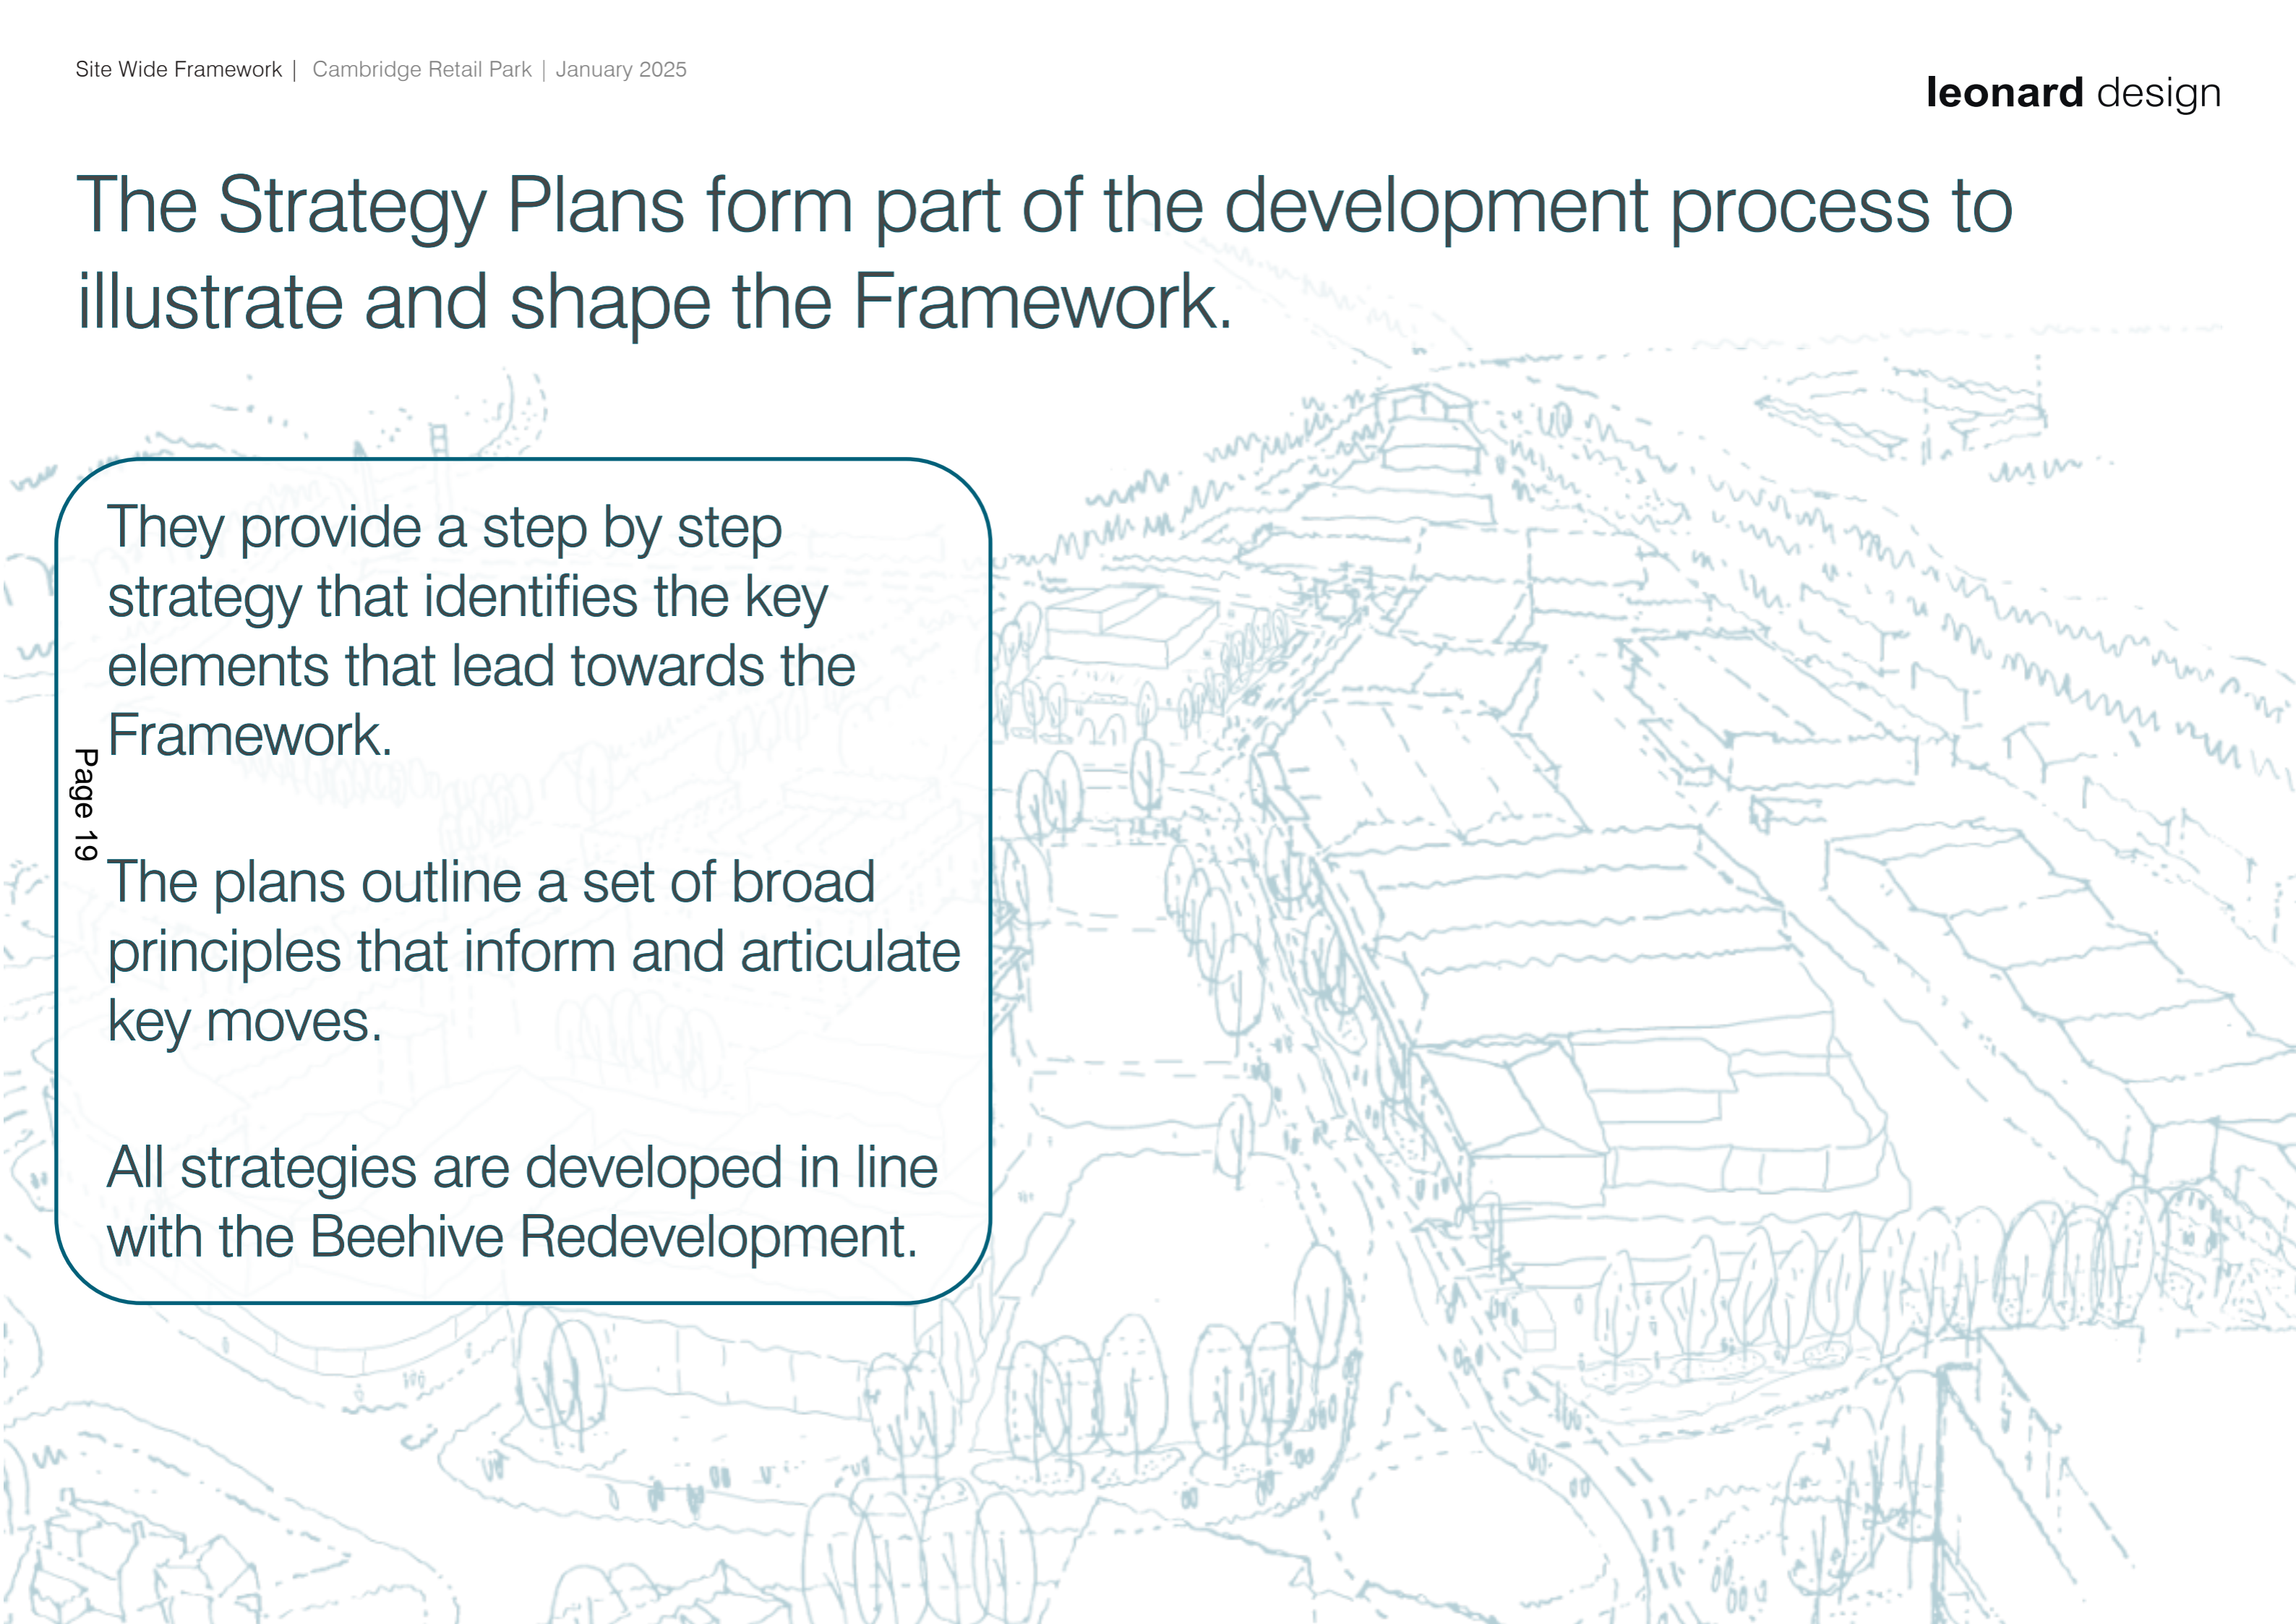 Site Wide Framework | Cambridge Retail Park | January 2025
leonard design
The Strategy Plans form part of the development process to
illustrate and shape the Framework.
They provide a step by step
strategy that identifies the key
elements that lead towards the
Framework.
Page 19
The plans outline a set of broad
principles that inform and articulate
key moves.
All strategies are developed in line
with the Beehive Redevelopment.